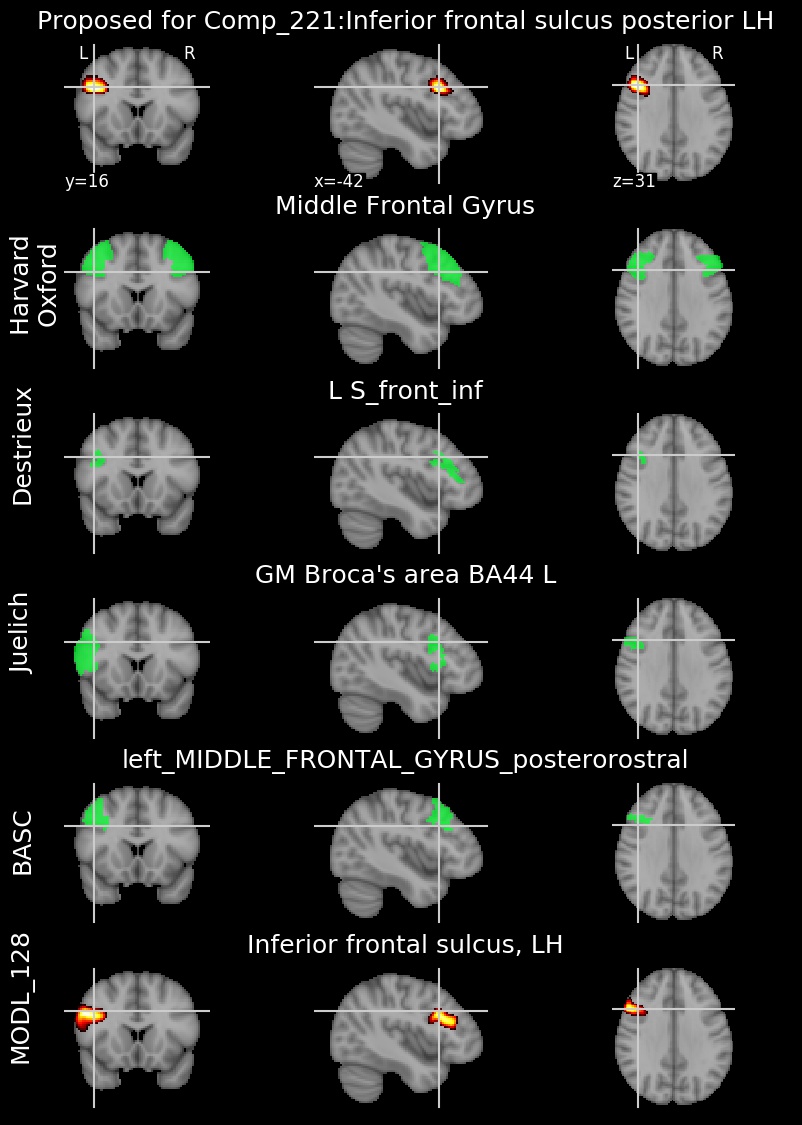 Proposed for Comp_221:Inferior frontal sulcus posterior LH
L R L R
y=16 x=-42 z=31
Middle Frontal Gyrus
Harvard
Oxford
L S_front_inf
Destrieux
GM Broca's area BA44 L
Juelich
left_MIDDLE_FRONTAL_GYRUS_posterorostral
BASC
Inferior frontal sulcus, LH
MODL_128